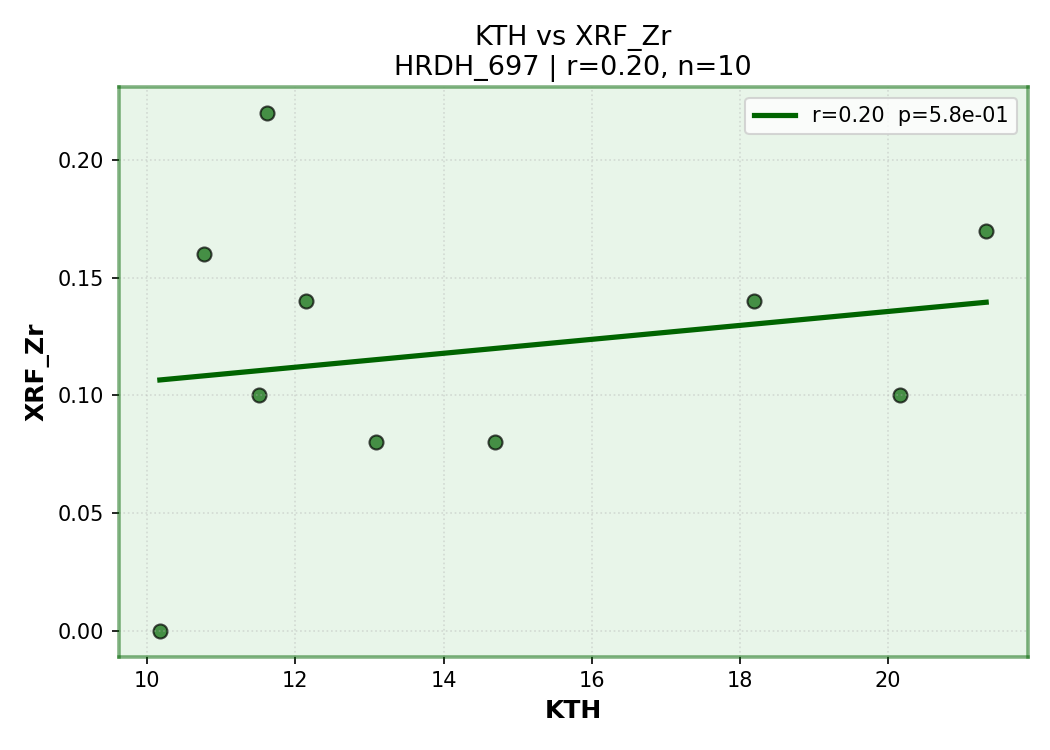 KTH vs XRF_Zr
HRDH_697 | r=0.20, n=10
r=0.20  p=5.8e-01
XRF_Zr
0.20
0.15
0.10
0.05
0.00
10 12 14 16 18 20
KTH